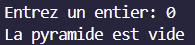 Entrez un entier: 0
La pyramide est vide